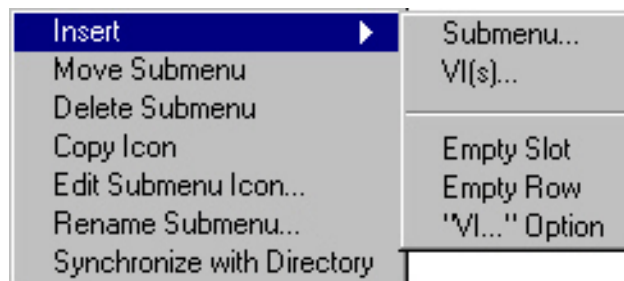 Insert
Move Submenu
Delete Submenu
Copy Icon
Edit Submenu Icon...
Rename Submenu...
Synchronize with Directory
Submenu...
VI(s)...
Empty Slot
Empty Row
"VI..." Option